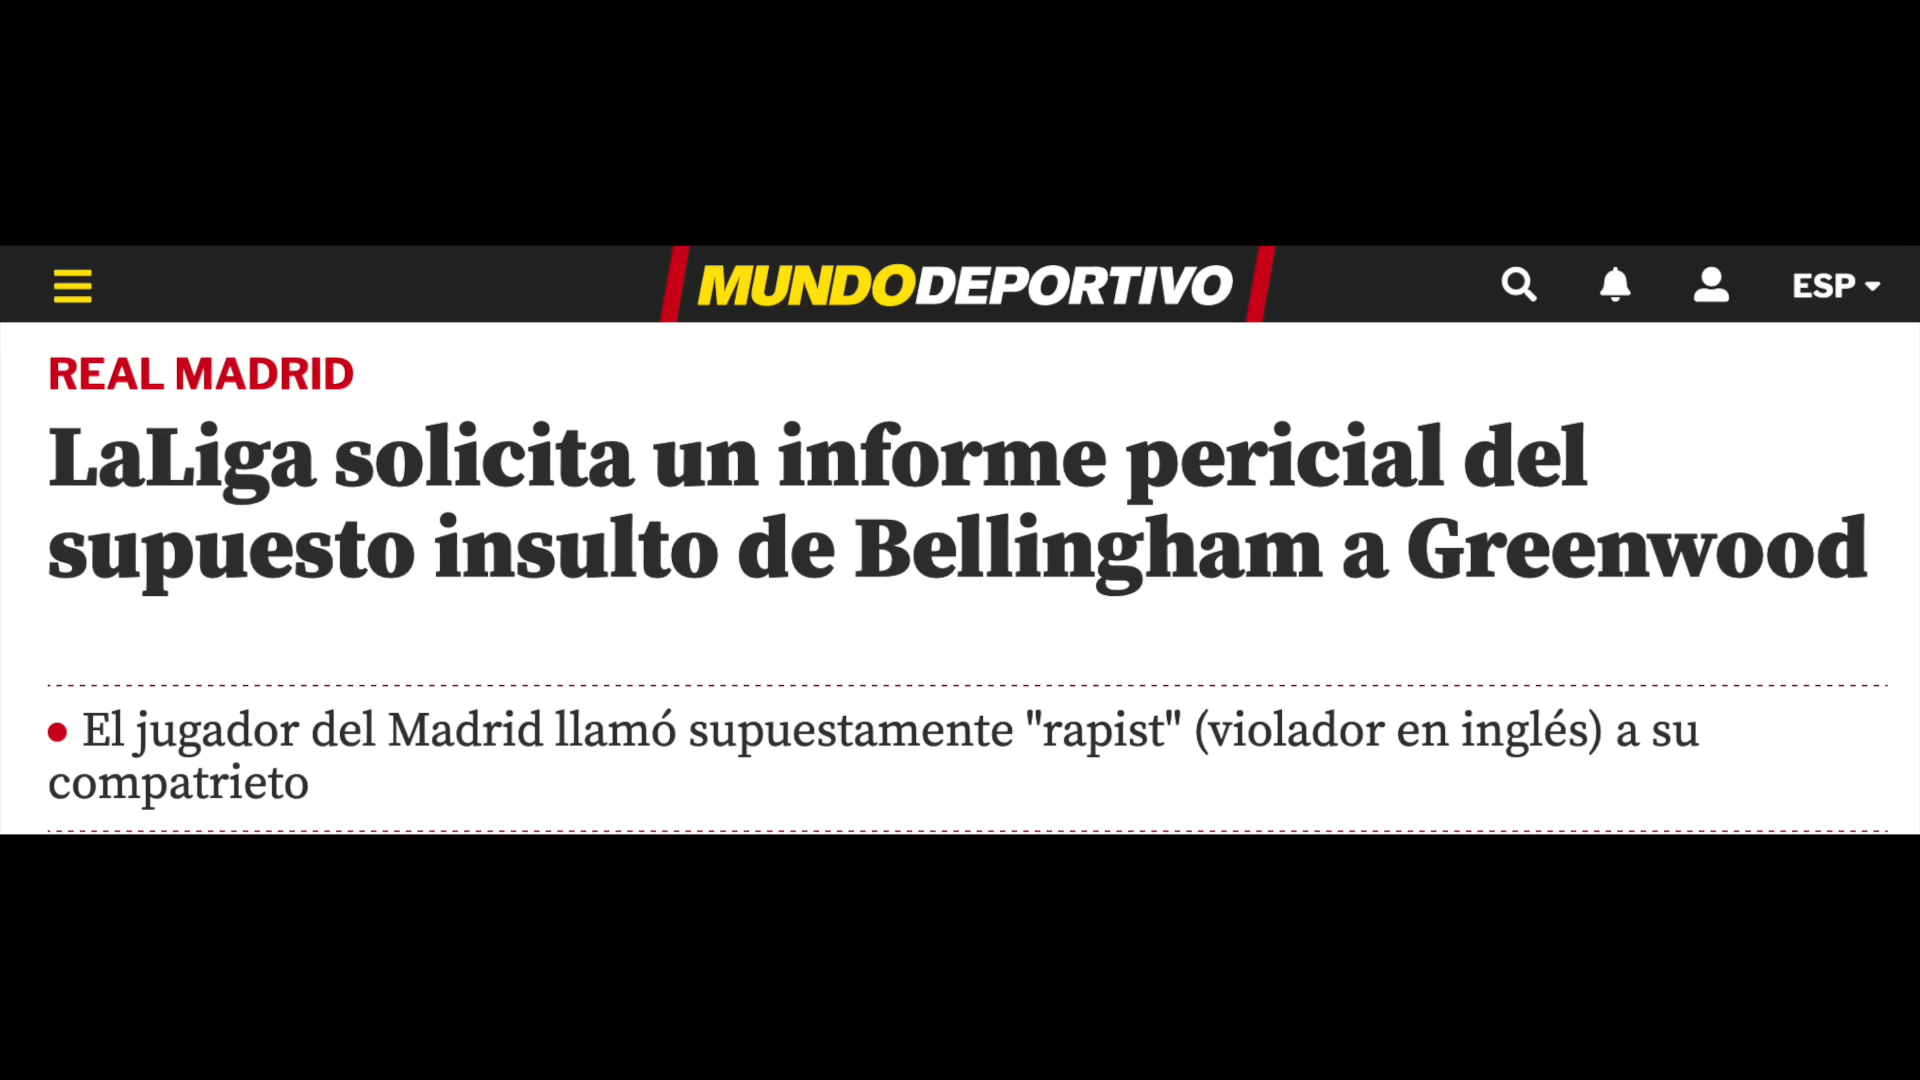 MUNDODEPORTIVO
ESP
REAL MADRID
LaLiga solicita un informe pericial del
supuesto insulto de Bellingham a Greenwood
El jugador del Madrid llamó supuestamente "rapist" (violador en inglés) a su
compatrieto